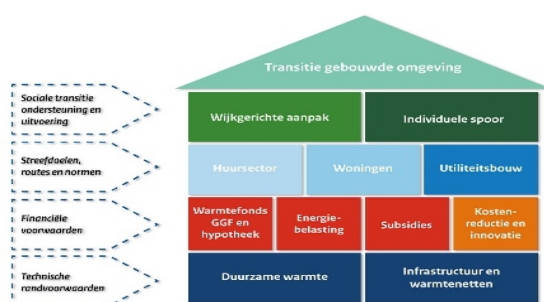 Transitie gebouwde omgeving
Sociale transitie
ondersteuning en
uitvoering
Wijkgerichte aanpak
Individuele spoor
Streefdoelen,
routes en normen
Huursector
Woningen
Utiliteitsbouw
Financiële
voorwaarden
Warmtefonds
GGF en
hypotheek
Energie-
belasting
Subsidies
Kosten-
reductie en
innovatie
Technische
randvoorwaarden
Duurzame warmte
Infrastructuur en
warmtenetten